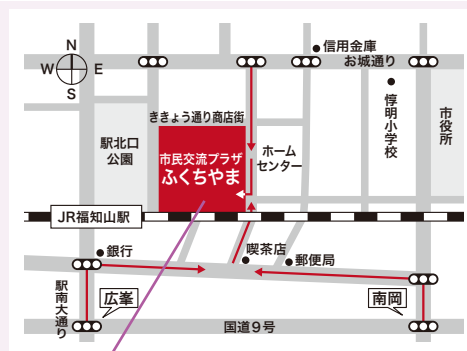 N
W E
S
信用金庫
お城通り
ききょう通り商店街
駅北口
公園
市民交流プラザ
ふくちやま
ホーム
センター
惇明小学校
市役所
JR福知山駅
銀行
喫茶店
郵便局
駅南大通り
広峯
南岡
国道9号